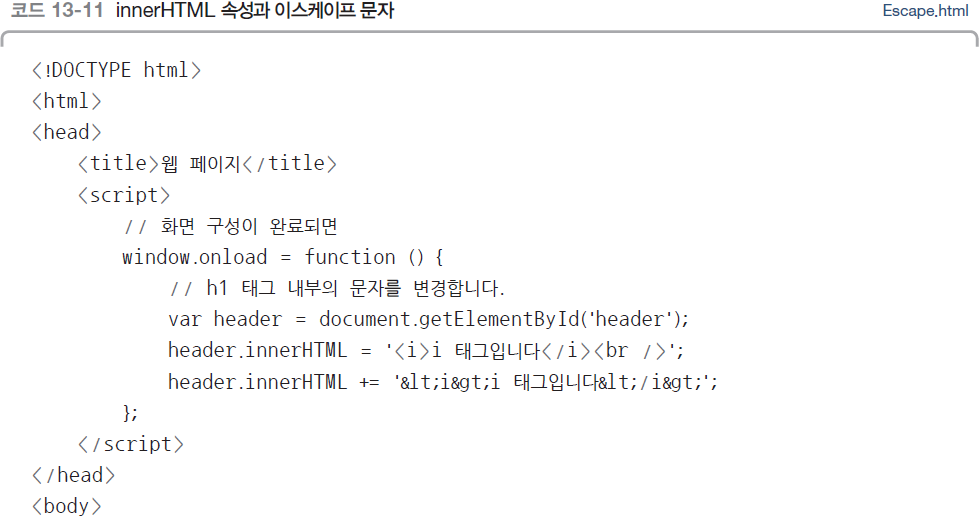 코드 13-11 innerHTML 속성과 이스케이프 문자 Escape.html
<!DOCTYPE html>
<html>
<head>
    <title>웹 페이지</title>
    <script>
        // 화면 구성이 완료되면
        window.onload = function () {
            // h1 태그 내부의 문자를 변경합니다.
            var header = document.getElementById('header');
            header.innerHTML = '<i>i 태그입니다</i><br />';
            header.innerHTML += '&lt;i&gt;i 태그입니다&lt;/i&gt;';
        };
    </script>
</head>
<body>